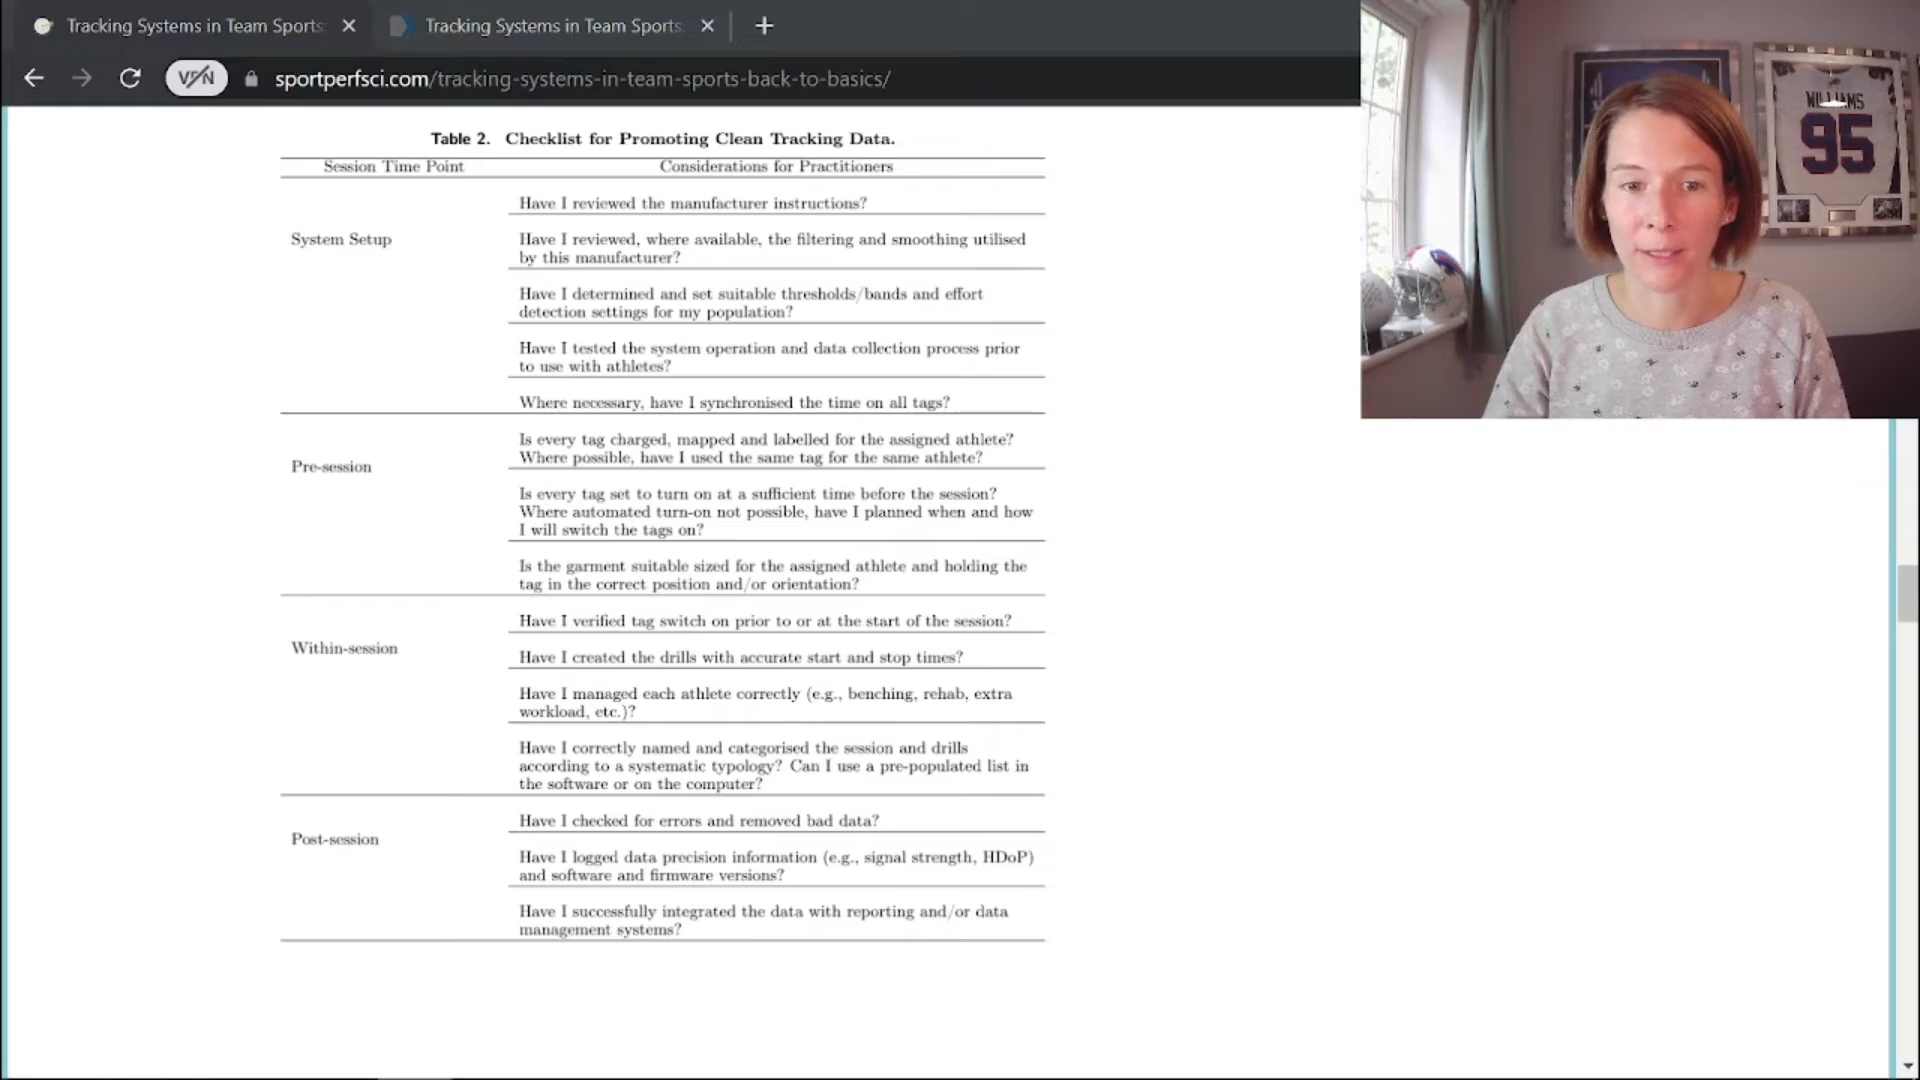 Tracking Systems in Team Sports
Tracking Systems in Team Sports
VPN
sportperfsci.com/tracking-systems-in-team-sports-back-to-basics/
Table 2. Checklist for Promoting Clean Tracking Data.
Session Time Point
Considerations for Practitioners
System Setup
Have I reviewed the manufacturer instructions?
Have I reviewed, where available, the filtering and smoothing utilised
by this manufacturer?
Have I determined and set suitable thresholds/bands and effort
detection settings for my population?
Have I tested the system operation and data collection process prior
to use with athletes?
Where necessary, have I synchronised the time on all tags?
Pre-session
Is every tag charged, mapped and labelled for the assigned athlete?
Where possible, have I used the same tag for the same athlete?
Is every tag set to turn on at a sufficient time before the session?
Where automated turn-on not possible, have I planned when and how
I will switch the tags on?
Is the garment suitable sized for the assigned athlete and holding the
tag in the correct position and/or orientation?
Within-session
Have I verified tag switch on prior to or at the start of the session?
Have I created the drills with accurate start and stop times?
Have I managed each athlete correctly (e.g., benching, rehab, extra
workload, etc.)?
Have I correctly named and categorised the session and drills
according to a systematic typology? Can I use a pre-populated list in
the software or on the computer?
Post-session
Have I checked for errors and removed bad data?
Have I logged data precision information (e.g., signal strength, HDoP)
and software and firmware versions?
Have I successfully integrated the data with reporting and/or data
management systems?
WILLIAMS
95